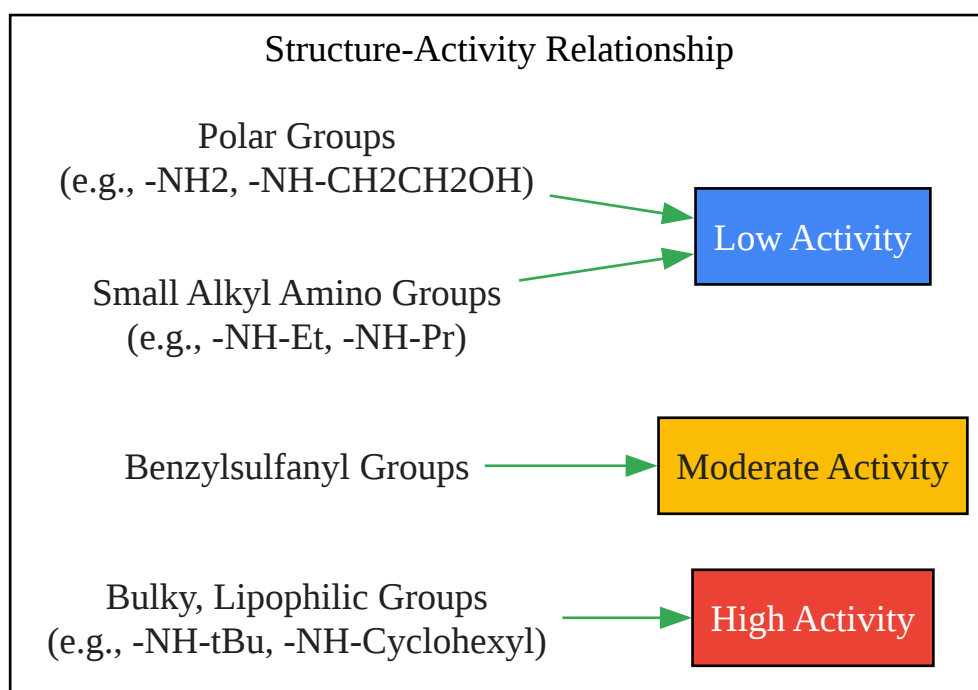 Structure-Activity Relationship
Polar Groups
(e.g., -NH2, -NH-CH2CH2OH)
Low Activity
Small Alkyl Amino Groups
(e.g., -NH-Et, -NH-Pr)
Benzylsulfanyl Groups
Moderate Activity
Bulky, Lipophilic Groups
(e.g., -NH-tBu, -NH-Cyclohexyl)
High Activity